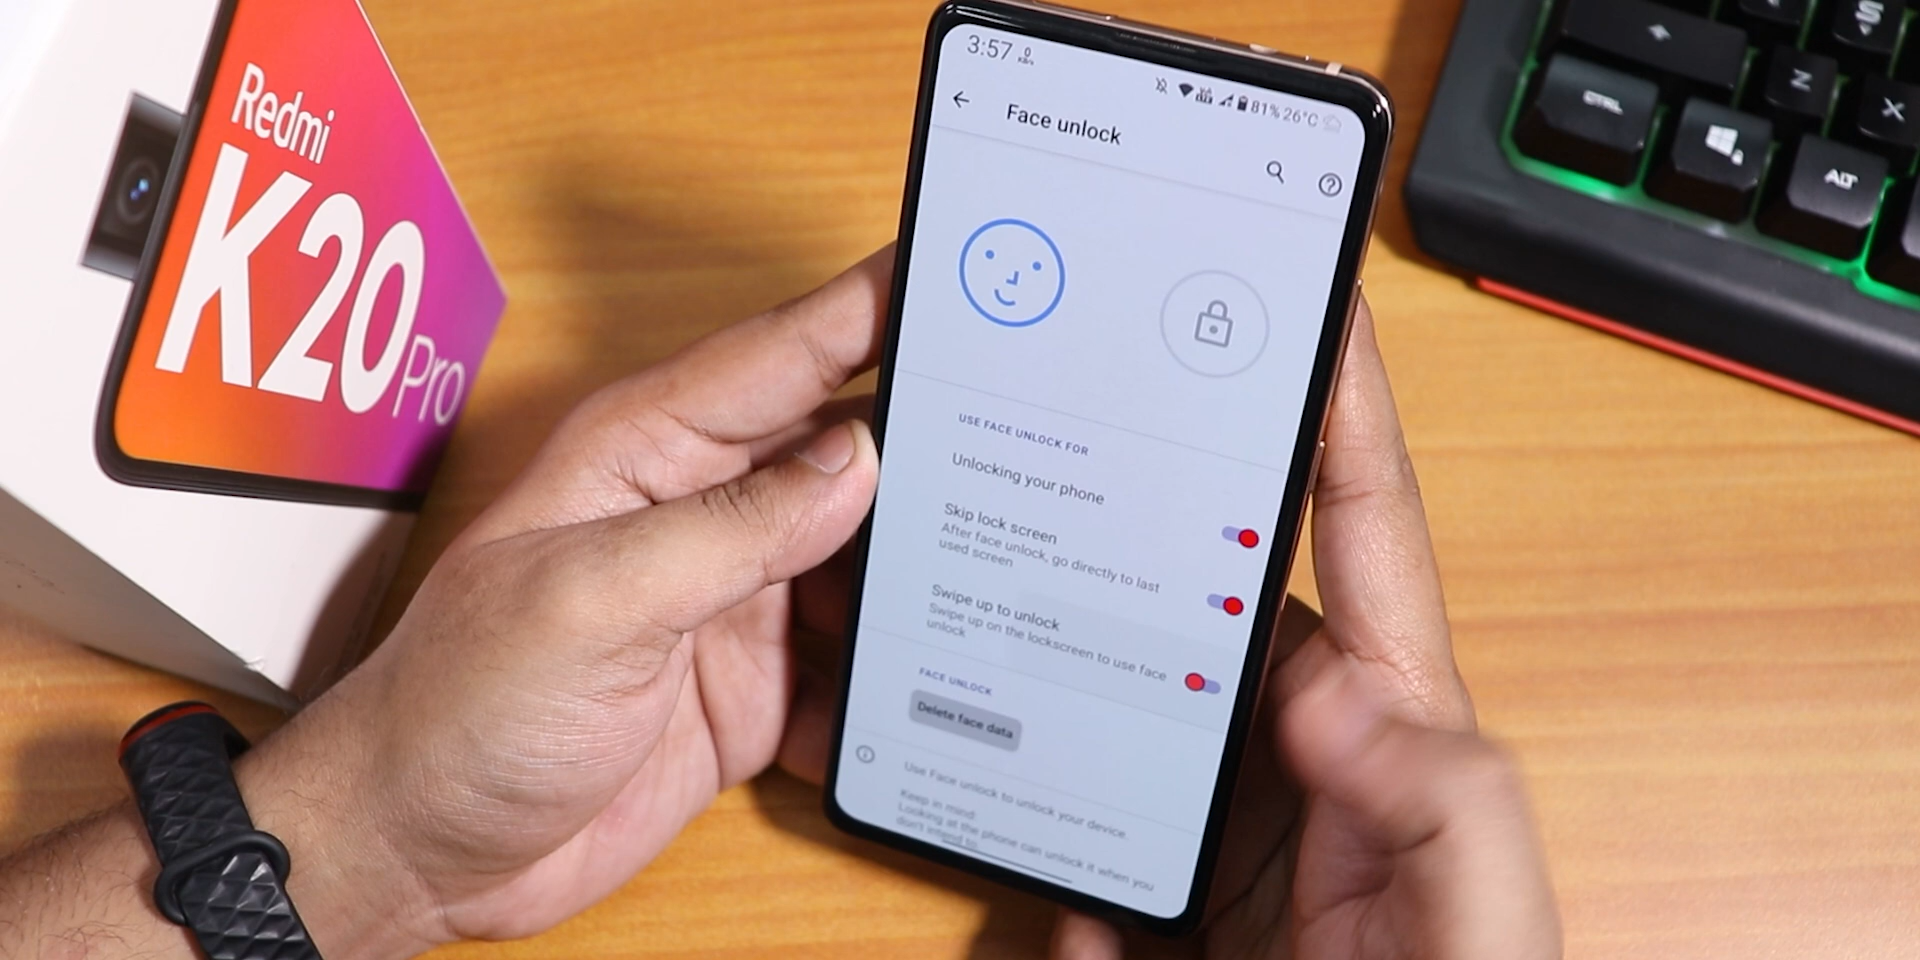 Redmi
K20 Pro
3:57
81% 26°C
Face unlock
USE FACE UNLOCK FOR
Unlocking your phone
Skip lock screen
After face unlock, go directly to last
used screen
Swipe up to unlock
Swipe up on the lockscreen to use face
unlock
FACE UNLOCK
Delete face data
Use Face unlock to unlock your device.
Keep in mind:
Looking at the phone can unlock it when you
don't intend to.
S
Z
X
CTRL
ALT